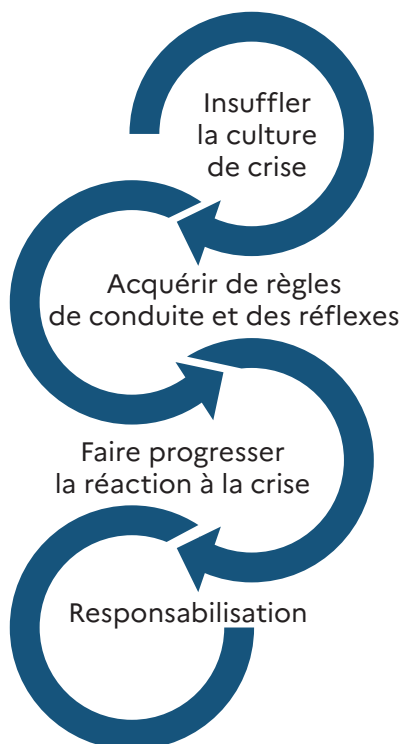 Insuffler
la culture
de crise
Acquérir de règles
de conduite et des réflexes
Faire progresser
la réaction à la crise
Responsabilisation